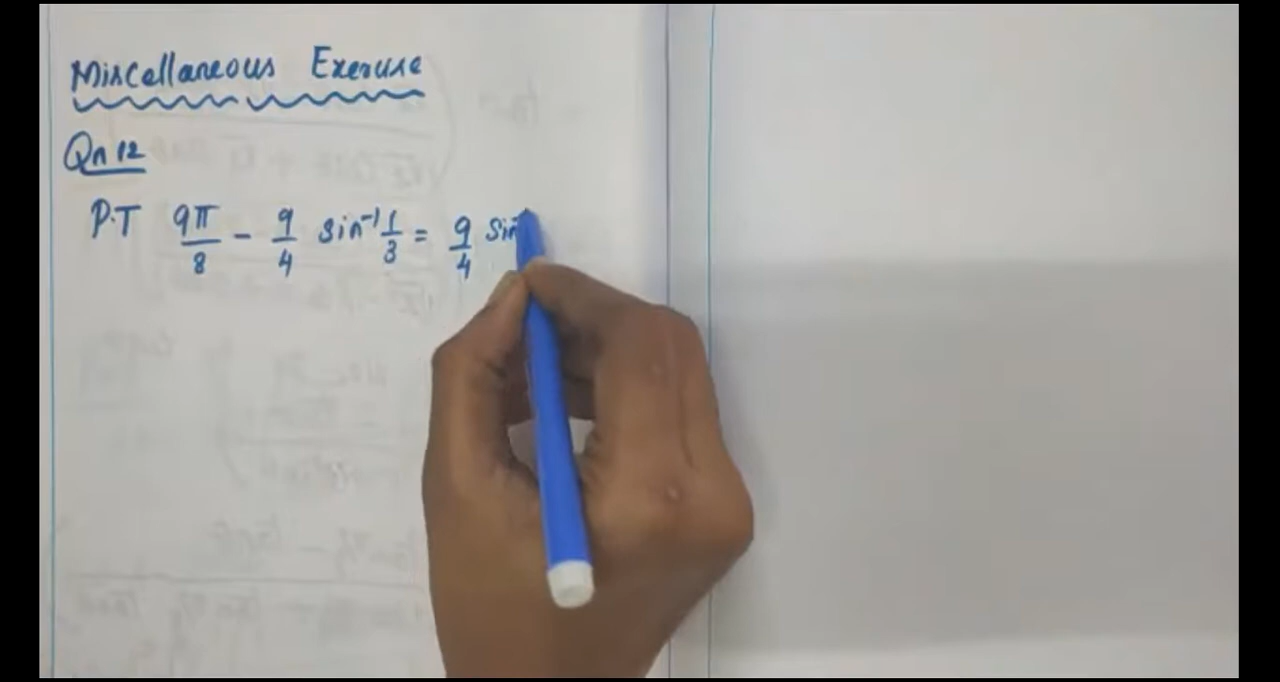 Miscellaneous Exercise
Qn 12
P.T 9π/8 - 9/4 sin⁻¹ 1/3 = 9/4 sin